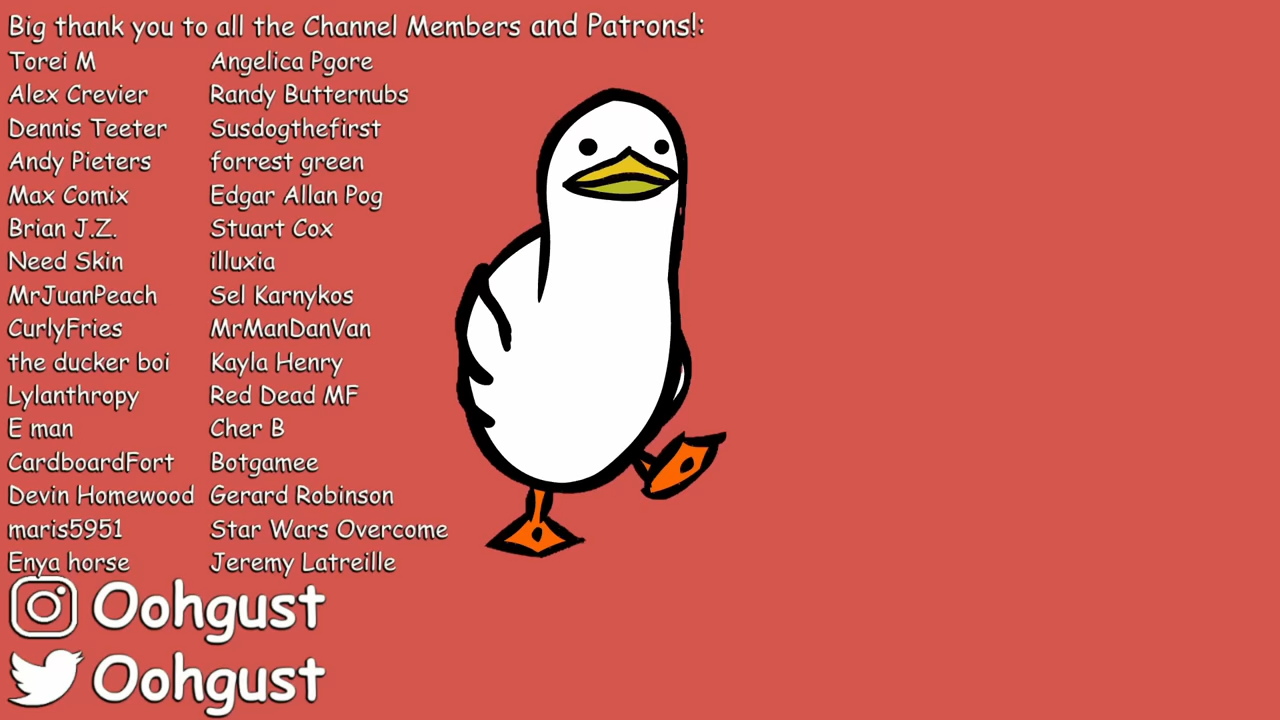 Big thank you to all the Channel Members and Patrons!:
Torei M
Alex Crevier
Dennis Teeter
Andy Pieters
Max Comix
Brian J.Z.
Need Skin
MrJuanPeach
CurlyFries
the ducker boi
Lylanthropy
E man
CardboardFort
Devin Homewood
maris5951
Enya horse
Angelica Pgore
Randy Butternubs
Susdogthefirst
forrest green
Edgar Allan Pog
Stuart Cox
illuxia
Sel Karnykos
MrManDanVan
Kayla Henry
Red Dead MF
Cher B
Botgamee
Gerard Robinson
Star Wars Overcome
Jeremy Latreille
Oohgust
Oohgust